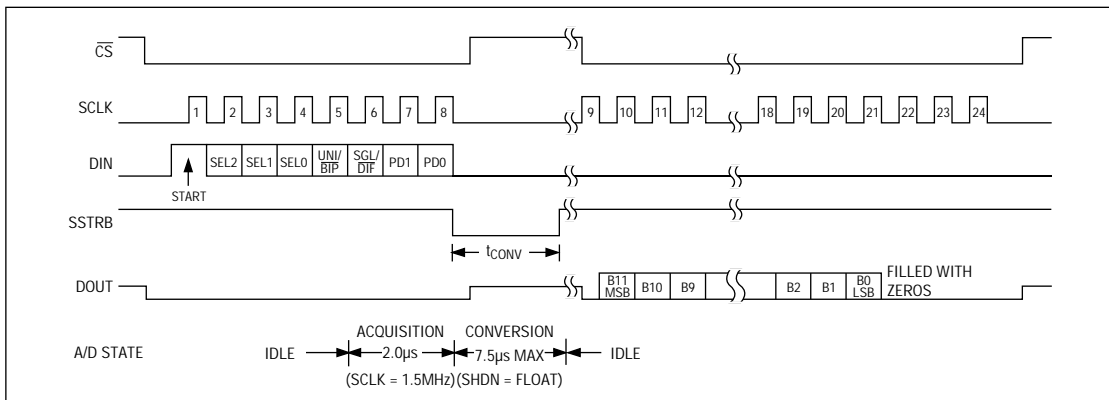 CS
SCLK
1 2 3 4 5 6 7 8 9 10 11 12 18 19 20 21 22 23 24
DIN
SEL2 SEL1 SEL0 UNI/BIP SGL/DIF PD1 PD0
START
SSTRB
tCONV
DOUT
B11 MSB B10 B9 B2 B1 B0 LSB
FILLED WITH
ZEROS
ACQUISITION CONVERSION
A/D STATE IDLE 2.0µs 7.5µs MAX IDLE
(SCLK = 1.5MHz) (SHDN = FLOAT)